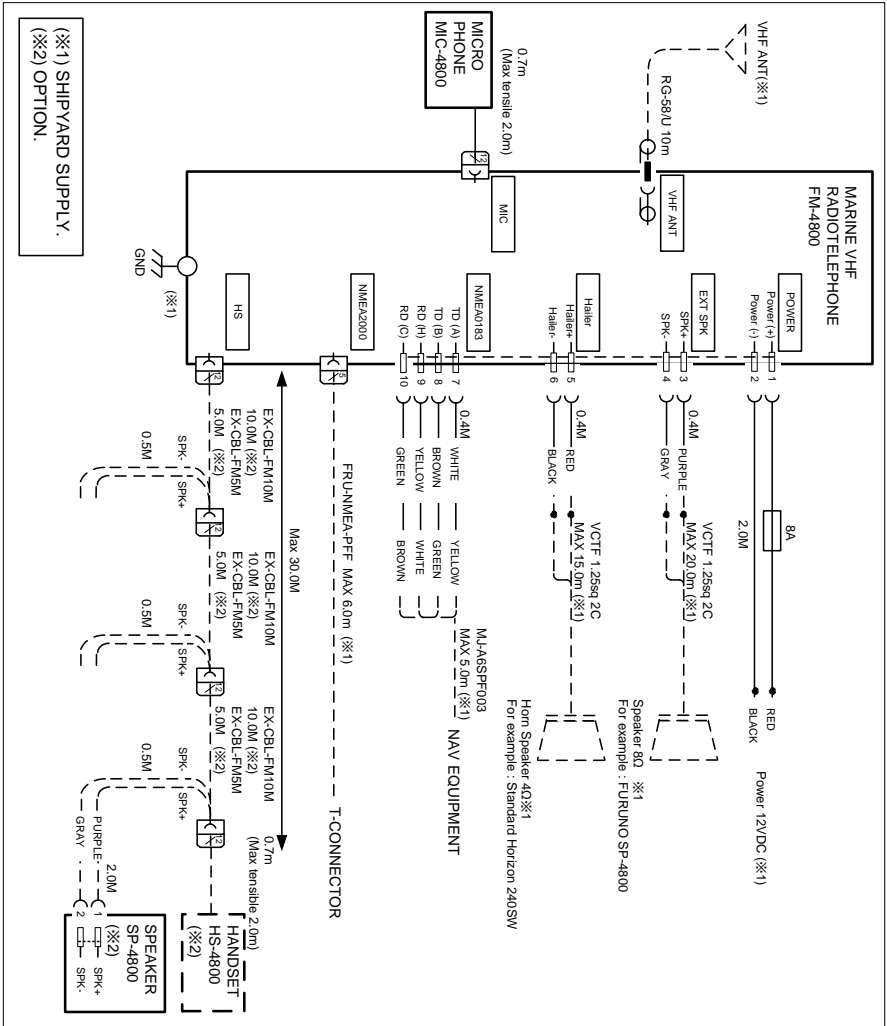 VHF ANT(※1)
RG-58/U 10m
MICRO
PHONE
MIC-4800
0.7m
(Max tensile 2.0m)
(※1) SHIPYARD SUPPLY.
(※2) OPTION.
MARINE VHF
RADIOTELEPHONE
FM-4800
VHF ANT
MIC
GND
(※1)
POWER
Power (+)
Power (-)
EXT SPK
SPK+
SPK-
Hailer
Hailer+
Hailer-
NMEA0183
TD (A)
TD (B)
RD (H)
RD (C)
NMEA2000
HS
1
2
8A
2.0M
RED
BLACK
Power 12VDC (※1)
3
4
0.4M
PURPLE
GRAY
VCTF 1.25sq 2C
MAX 20.0m (※1)
Speaker 8Ω ※1
For example : FURUNO SP-4800
5
6
0.4M
RED
BLACK
VCTF 1.25sq 2C
MAX 15.0m (※1)
Horn Speaker 4Ω※1
For example : Standard Horizon 240SW
7
8
9
10
0.4M
WHITE
BROWN
YELLOW
GREEN
YELLOW
GREEN
WHITE
BROWN
MJ-A6SPF003
MAX 5.0m (※1)
NAV EQUIPMENT
5
FRU-NMEA-PFF MAX 6.0m (※1)
T-CONNECTOR
Max 30.0M
12
12
EX-CBL-FM10M
10.0M (※2)
EX-CBL-FM5M
5.0M (※2)
SPK-
SPK+
0.5M
12
EX-CBL-FM10M
10.0M (※2)
EX-CBL-FM5M
5.0M (※2)
SPK-
SPK+
0.5M
12
EX-CBL-FM10M
10.0M (※2)
EX-CBL-FM5M
5.0M (※2)
SPK-
SPK+
0.5M
12
0.7m
(Max tensible 2.0m)
HANDSET
HS-4800
(※2)
2.0M
PURPLE
GRAY
1
2
SPK+
SPK-
SPEAKER
SP-4800
(※2)